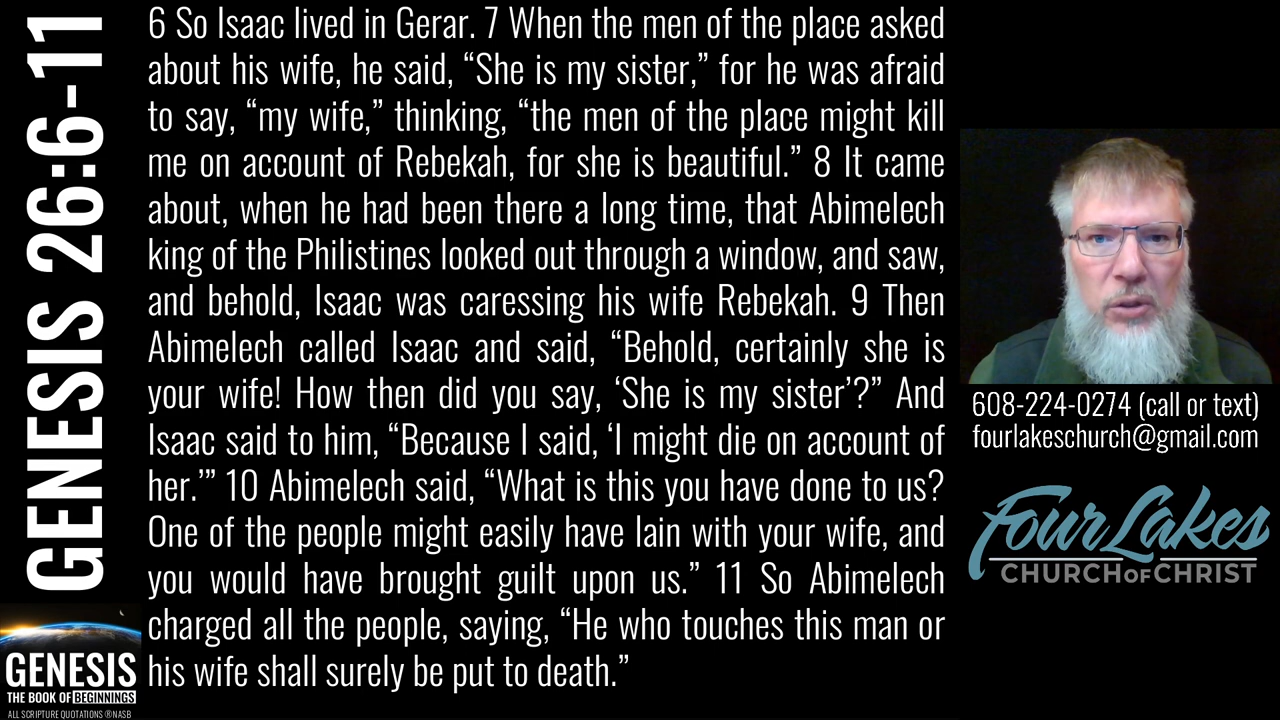 GENESIS 26:6-11
6 So Isaac lived in Gerar. 7 When the men of the place asked
about his wife, he said, “She is my sister,” for he was afraid
to say, “my wife,” thinking, “the men of the place might kill
me on account of Rebekah, for she is beautiful.” 8 It came
about, when he had been there a long time, that Abimelech
king of the Philistines looked out through a window, and saw,
and behold, Isaac was caressing his wife Rebekah. 9 Then
Abimelech called Isaac and said, “Behold, certainly she is
your wife! How then did you say, ‘She is my sister’?” And
Isaac said to him, “Because I said, ‘I might die on account of
her.’” 10 Abimelech said, “What is this you have done to us?
One of the people might easily have lain with your wife, and
you would have brought guilt upon us.” 11 So Abimelech
charged all the people, saying, “He who touches this man or
his wife shall surely be put to death.”
GENESIS
THE BOOK OF BEGINNINGS
ALL SCRIPTURE QUOTATIONS ®NASB
608-224-0274 (call or text)
fourlakeschurch@gmail.com
Four Lakes
CHURCH OF CHRIST